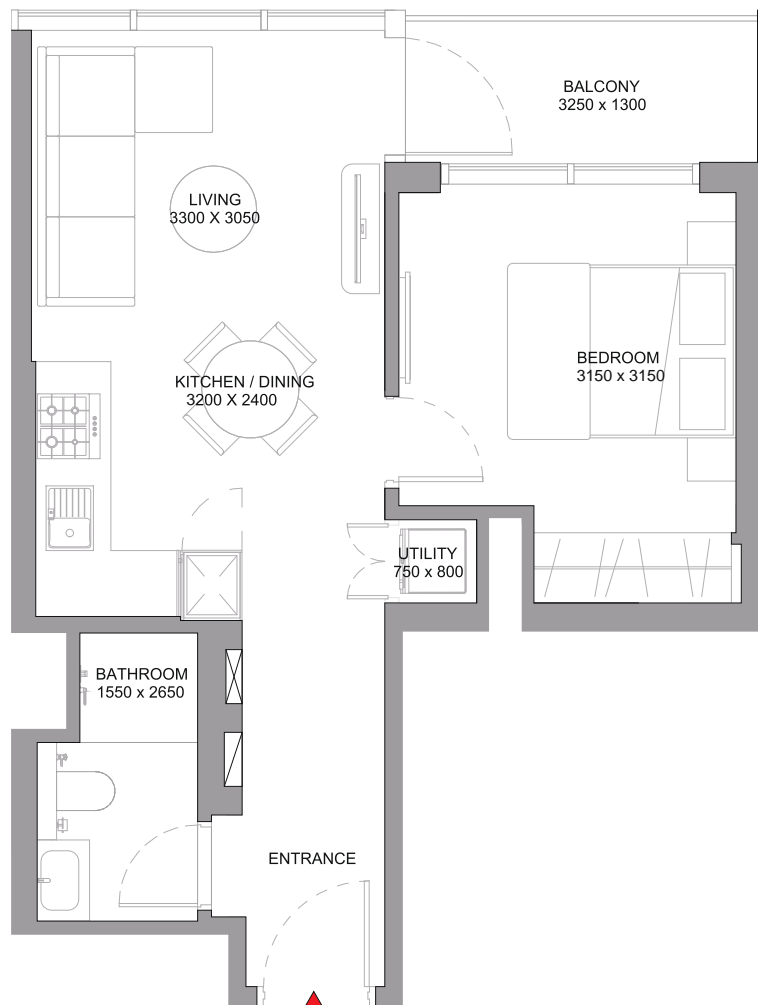 BALCONY
3250 x 1300
LIVING
3300 X 3050
BEDROOM
3150 x 3150
KITCHEN / DINING
3200 X 2400
UTILITY
750 x 800
BATHROOM
1550 x 2650
ENTRANCE